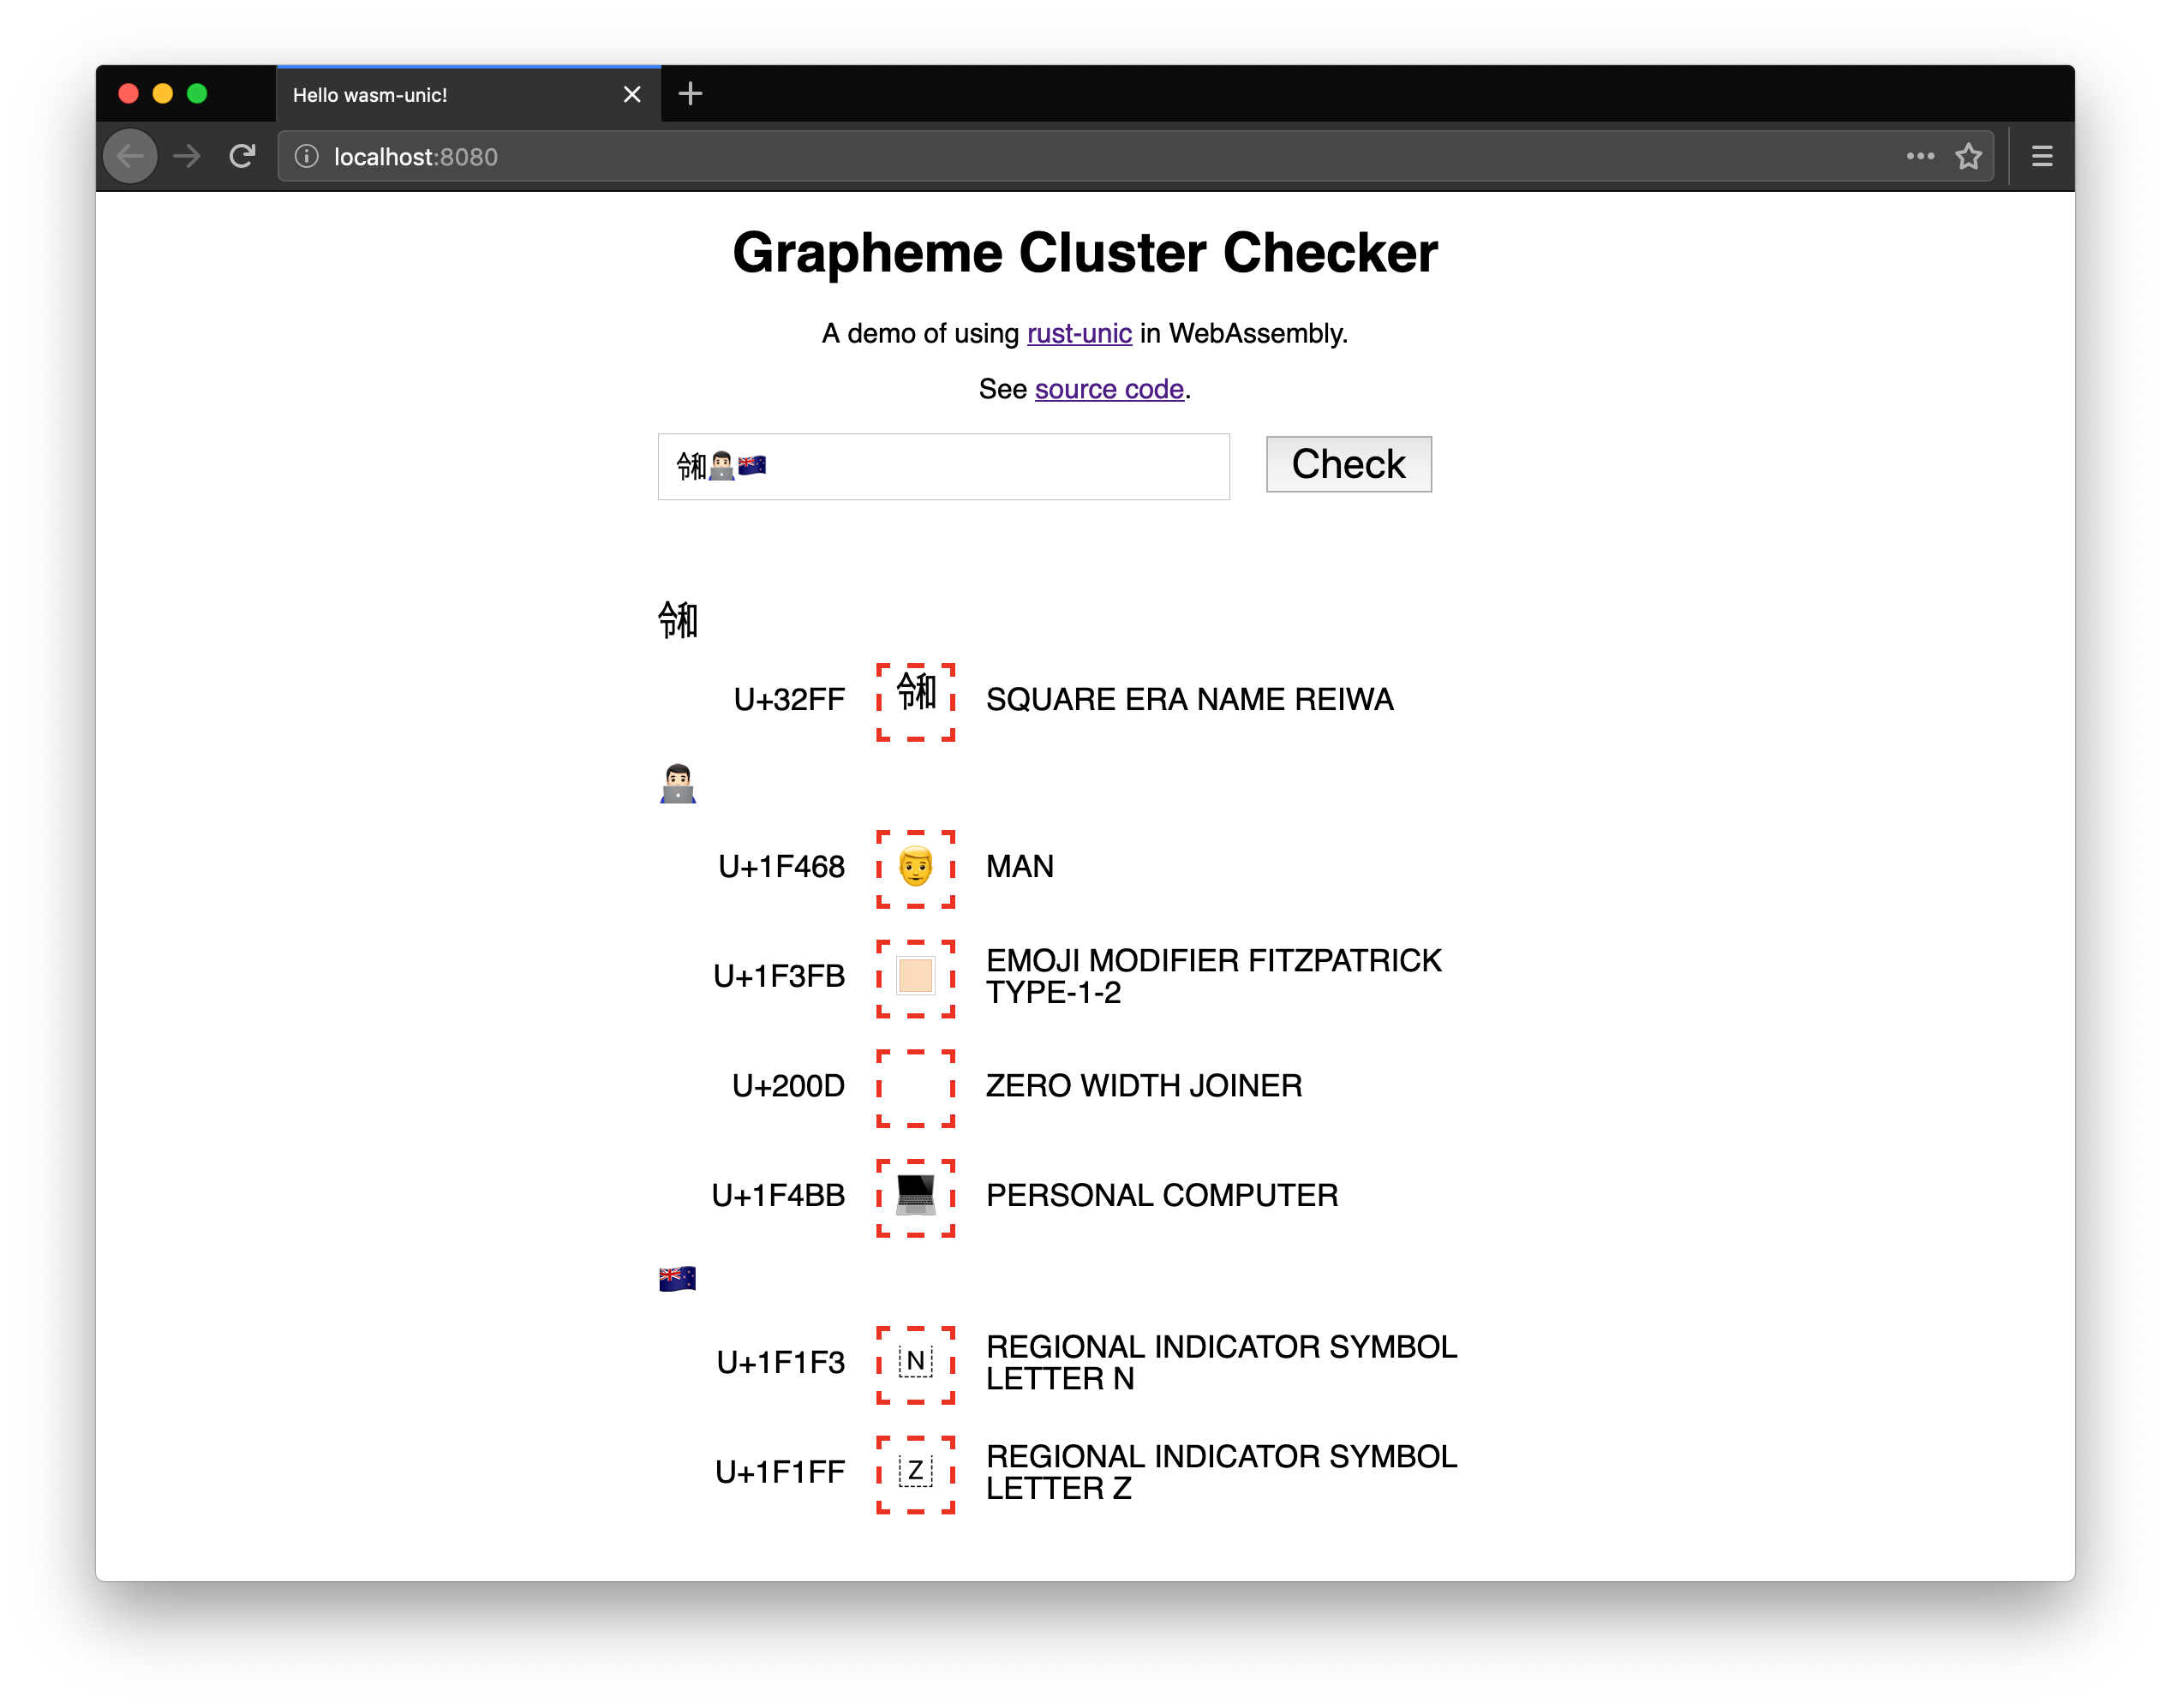 Hello wasm-unic!
localhost:8080
Grapheme Cluster Checker
A demo of using rust-unic in WebAssembly.
See source code.
㋿👨🏻‍💻🇳🇿 Check
㋿
U+32FF ㋿ SQUARE ERA NAME REIWA
👨🏻‍💻
U+1F468 👨 MAN
U+1F3FB 🏻 EMOJI MODIFIER FITZPATRICK
TYPE-1-2
U+200D ZERO WIDTH JOINER
U+1F4BB 💻 PERSONAL COMPUTER
🇳🇿
U+1F1F3 🇳 REGIONAL INDICATOR SYMBOL
LETTER N
U+1F1FF 🇿 REGIONAL INDICATOR SYMBOL
LETTER Z